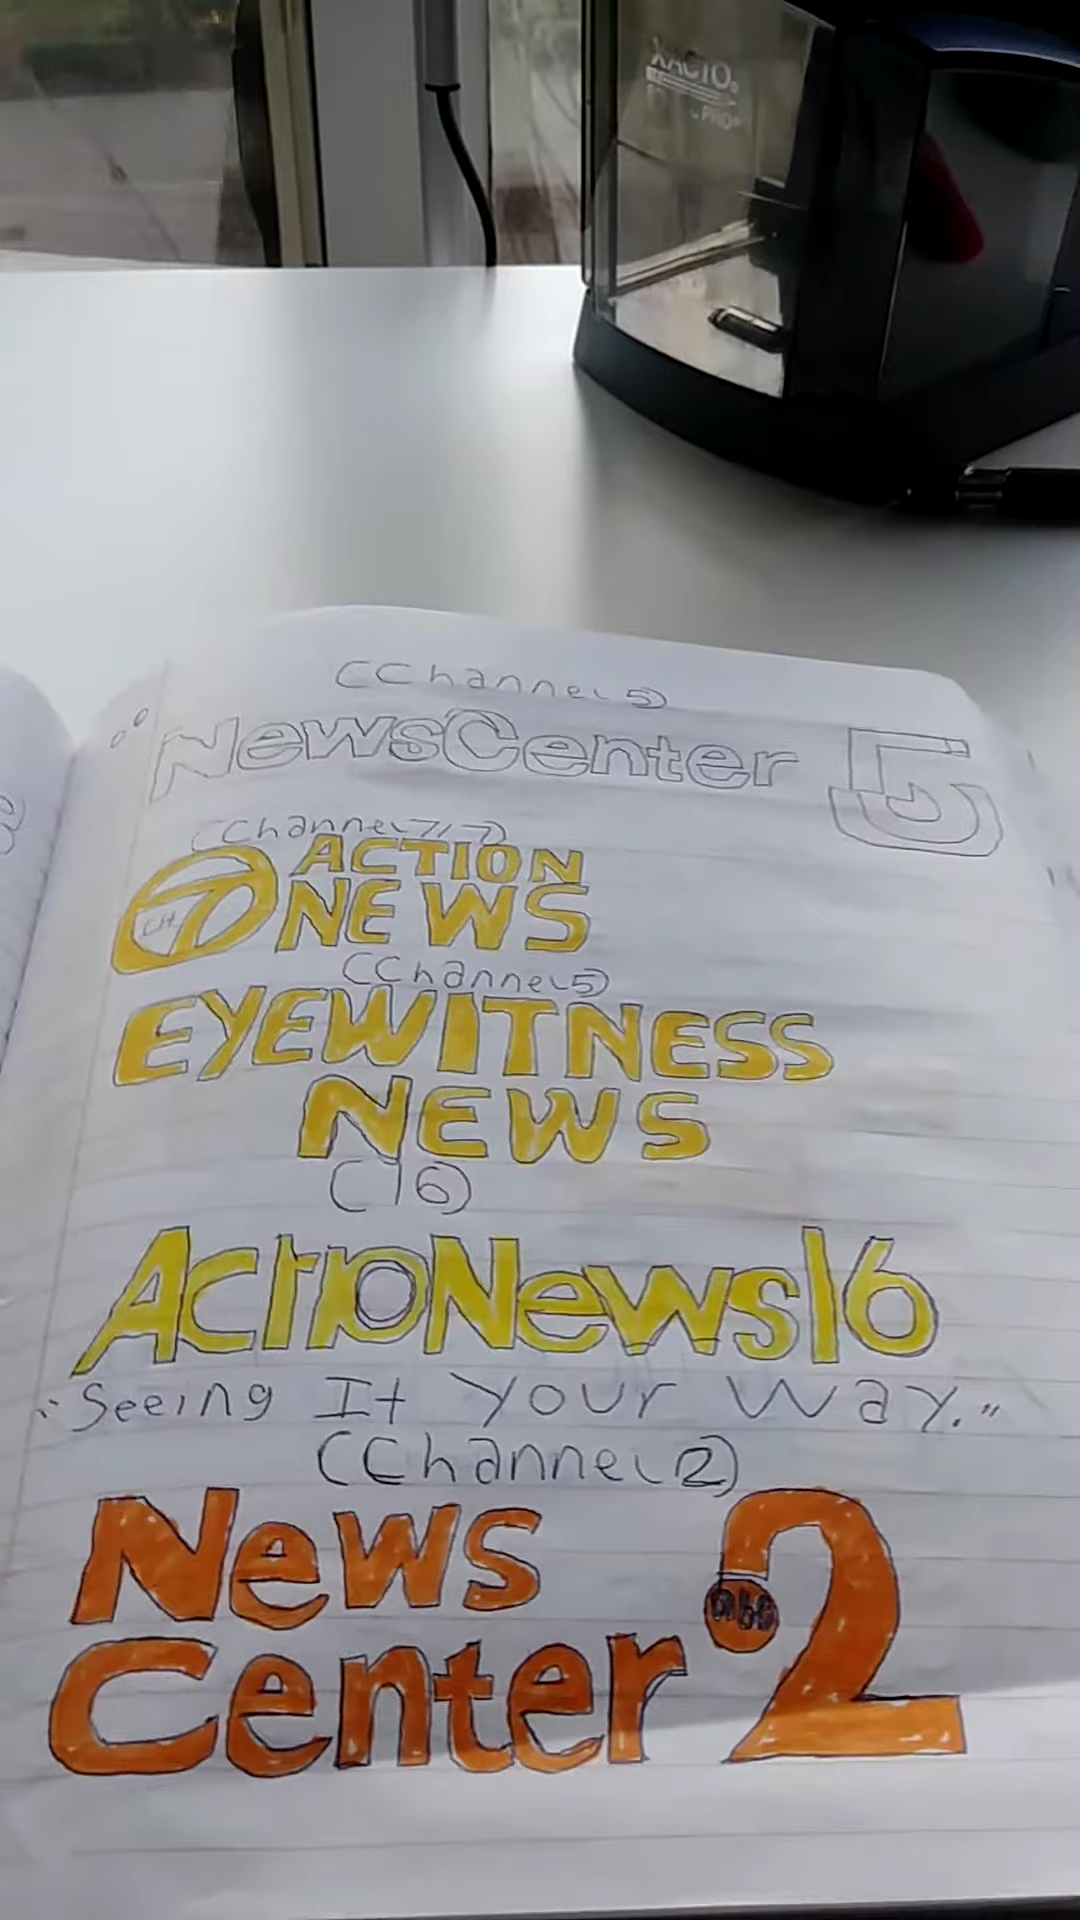 XACTO
PRO
(Channel 5)
NewsCenter 5
(Channel 7)
CH. 7 ACTION
NEWS
(Channel 5)
EYEWITNESS
NEWS
(16)
ActioNews16
"Seeing It Your Way."
(Channel 2)
News
Center 2
abc